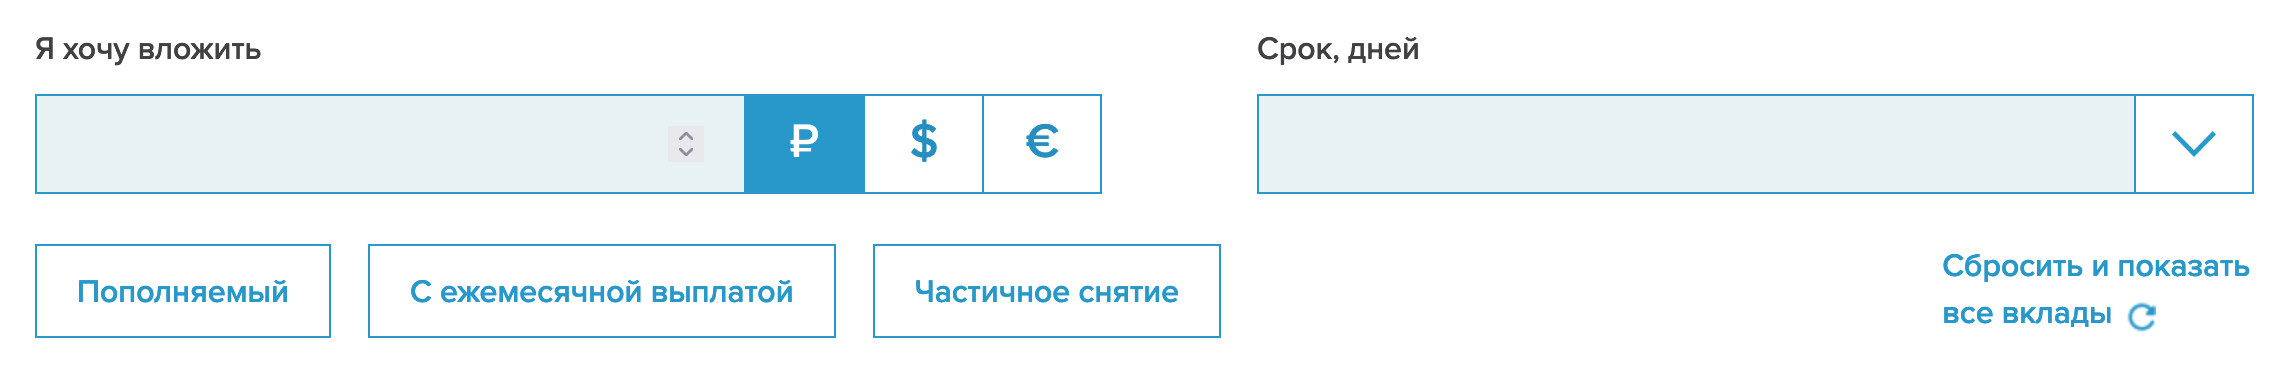 Я хочу вложить
Срок, дней
₽ $ €
Пополняемый
С ежемесячной выплатой
Частичное снятие
Сбросить и показать
все вклады